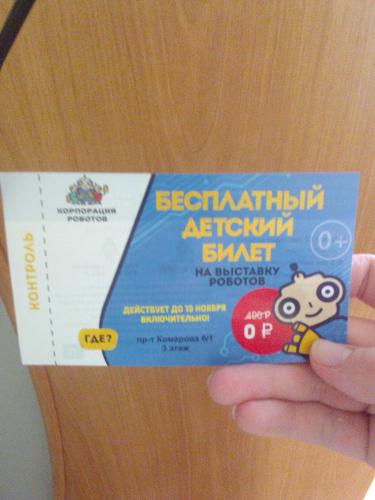 КОНТРОЛЬ
КОРПОРАЦИЯ
РОБОТОВ
БЕСПЛАТНЫЙ
ДЕТСКИЙ
БИЛЕТ
0+
НА ВЫСТАВКУ
РОБОТОВ
ДЕЙСТВУЕТ ДО 18 НОЯБРЯ
ВКЛЮЧИТЕЛЬНО!
400 Р
0 ₽
ГДЕ?
пр-т Комарова 6/1
3 этаж